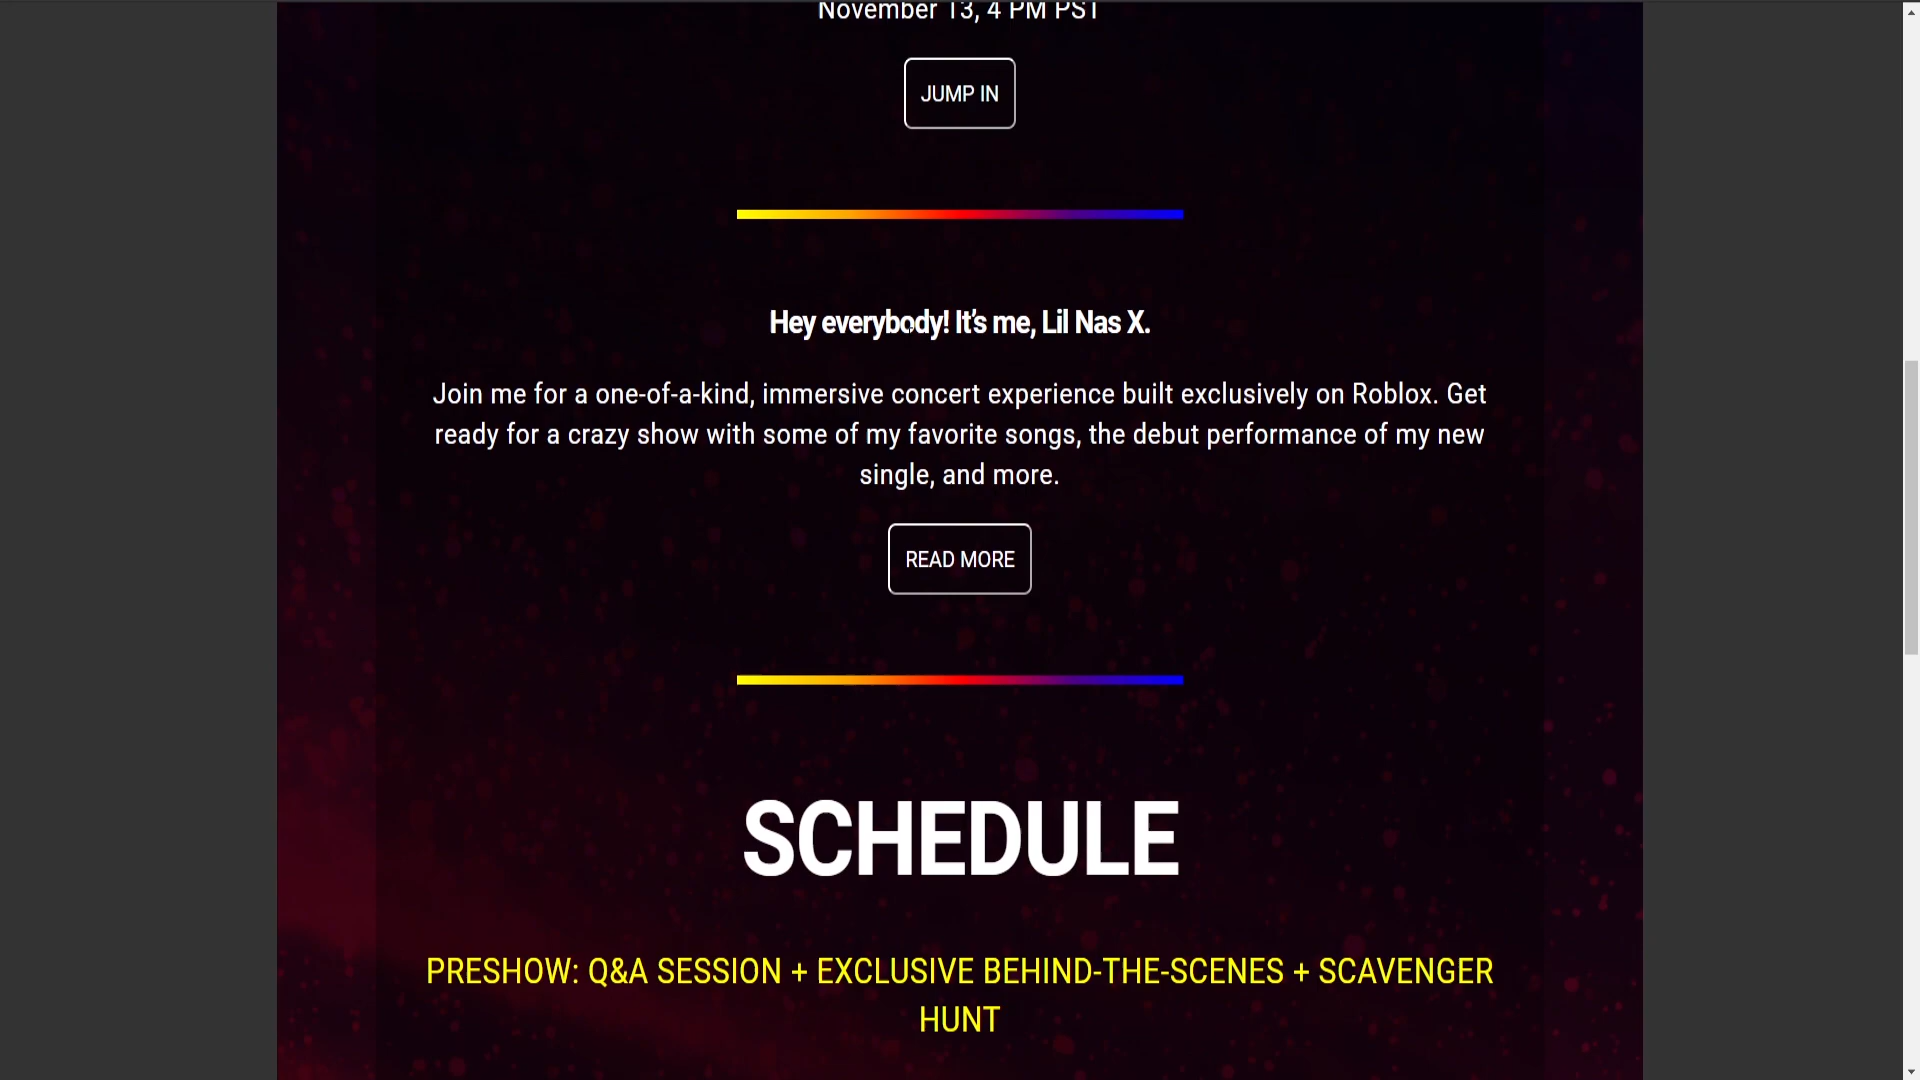 November 13, 4 PM PST
JUMP IN
Hey everybody! It's me, Lil Nas X.
Join me for a one-of-a-kind, immersive concert experience built exclusively on Roblox. Get
ready for a crazy show with some of my favorite songs, the debut performance of my new
single, and more.
READ MORE
SCHEDULE
PRESHOW: Q&A SESSION + EXCLUSIVE BEHIND-THE-SCENES + SCAVENGER
HUNT